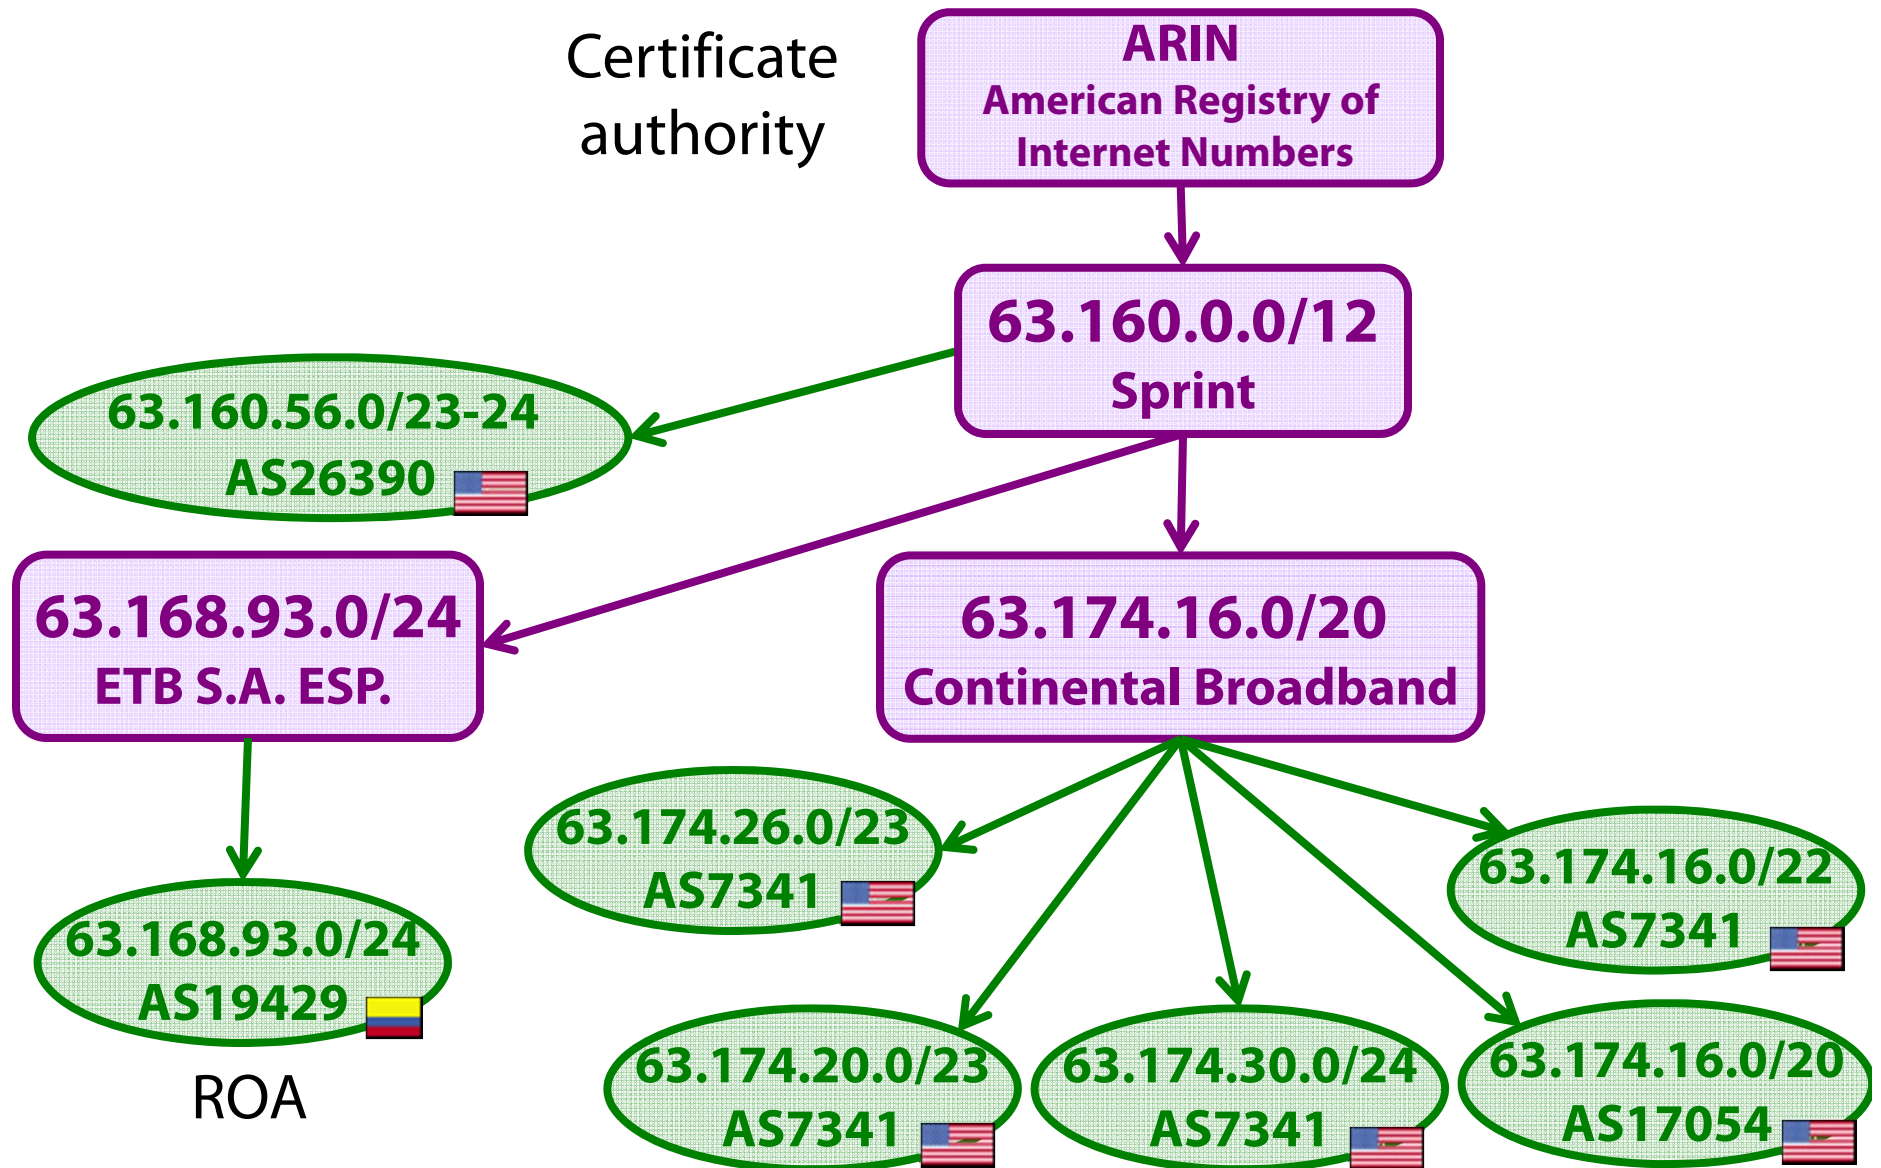 Certificate
authority
ARIN
American Registry of
Internet Numbers
63.160.0.0/12
Sprint
63.160.56.0/23-24
AS26390
63.168.93.0/24
ETB S.A. ESP.
63.174.16.0/20
Continental Broadband
63.174.26.0/23
AS7341
63.174.16.0/22
AS7341
63.168.93.0/24
AS19429
63.174.20.0/23
AS7341
63.174.30.0/24
AS7341
63.174.16.0/20
AS17054
ROA